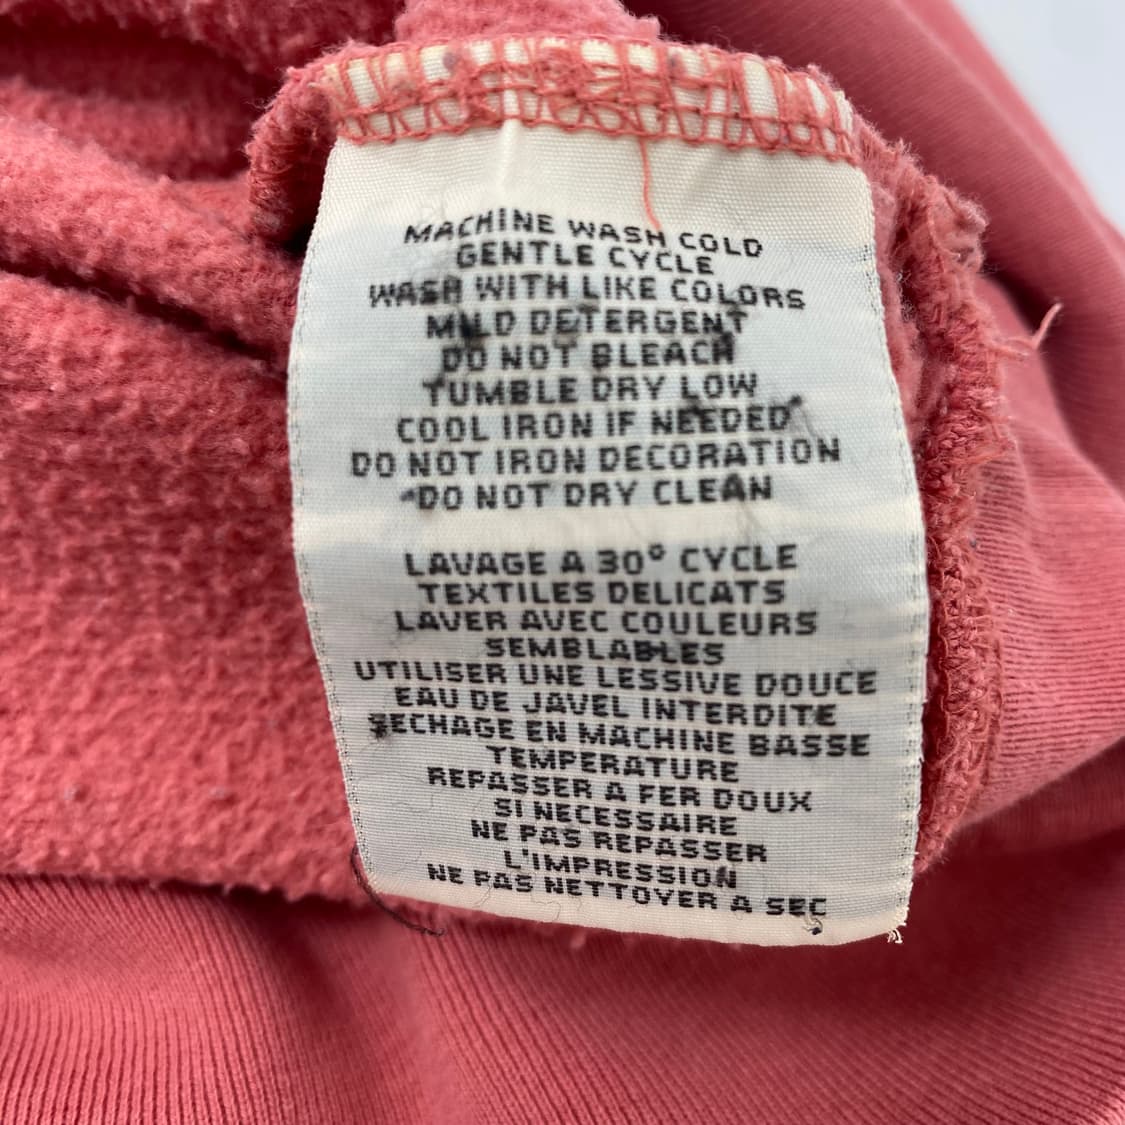 MACHINE WASH COLD
GENTLE CYCLE
WASH WITH LIKE COLORS
MILD DETERGENT
DO NOT BLEACH
TUMBLE DRY LOW
COOL IRON IF NEEDED
DO NOT IRON DECORATION
DO NOT DRY CLEAN
LAVAGE A 30° CYCLE
TEXTILES DELICATS
LAVER AVEC COULEURS
SEMBLABLES
UTILISER UNE LESSIVE DOUCE
EAU DE JAVEL INTERDITE
SECHAGE EN MACHINE BASSE
TEMPERATURE
REPASSER A FER DOUX
SI NECESSAIRE
NE PAS REPASSER
L'IMPRESSION
NE PAS NETTOYER A SEC